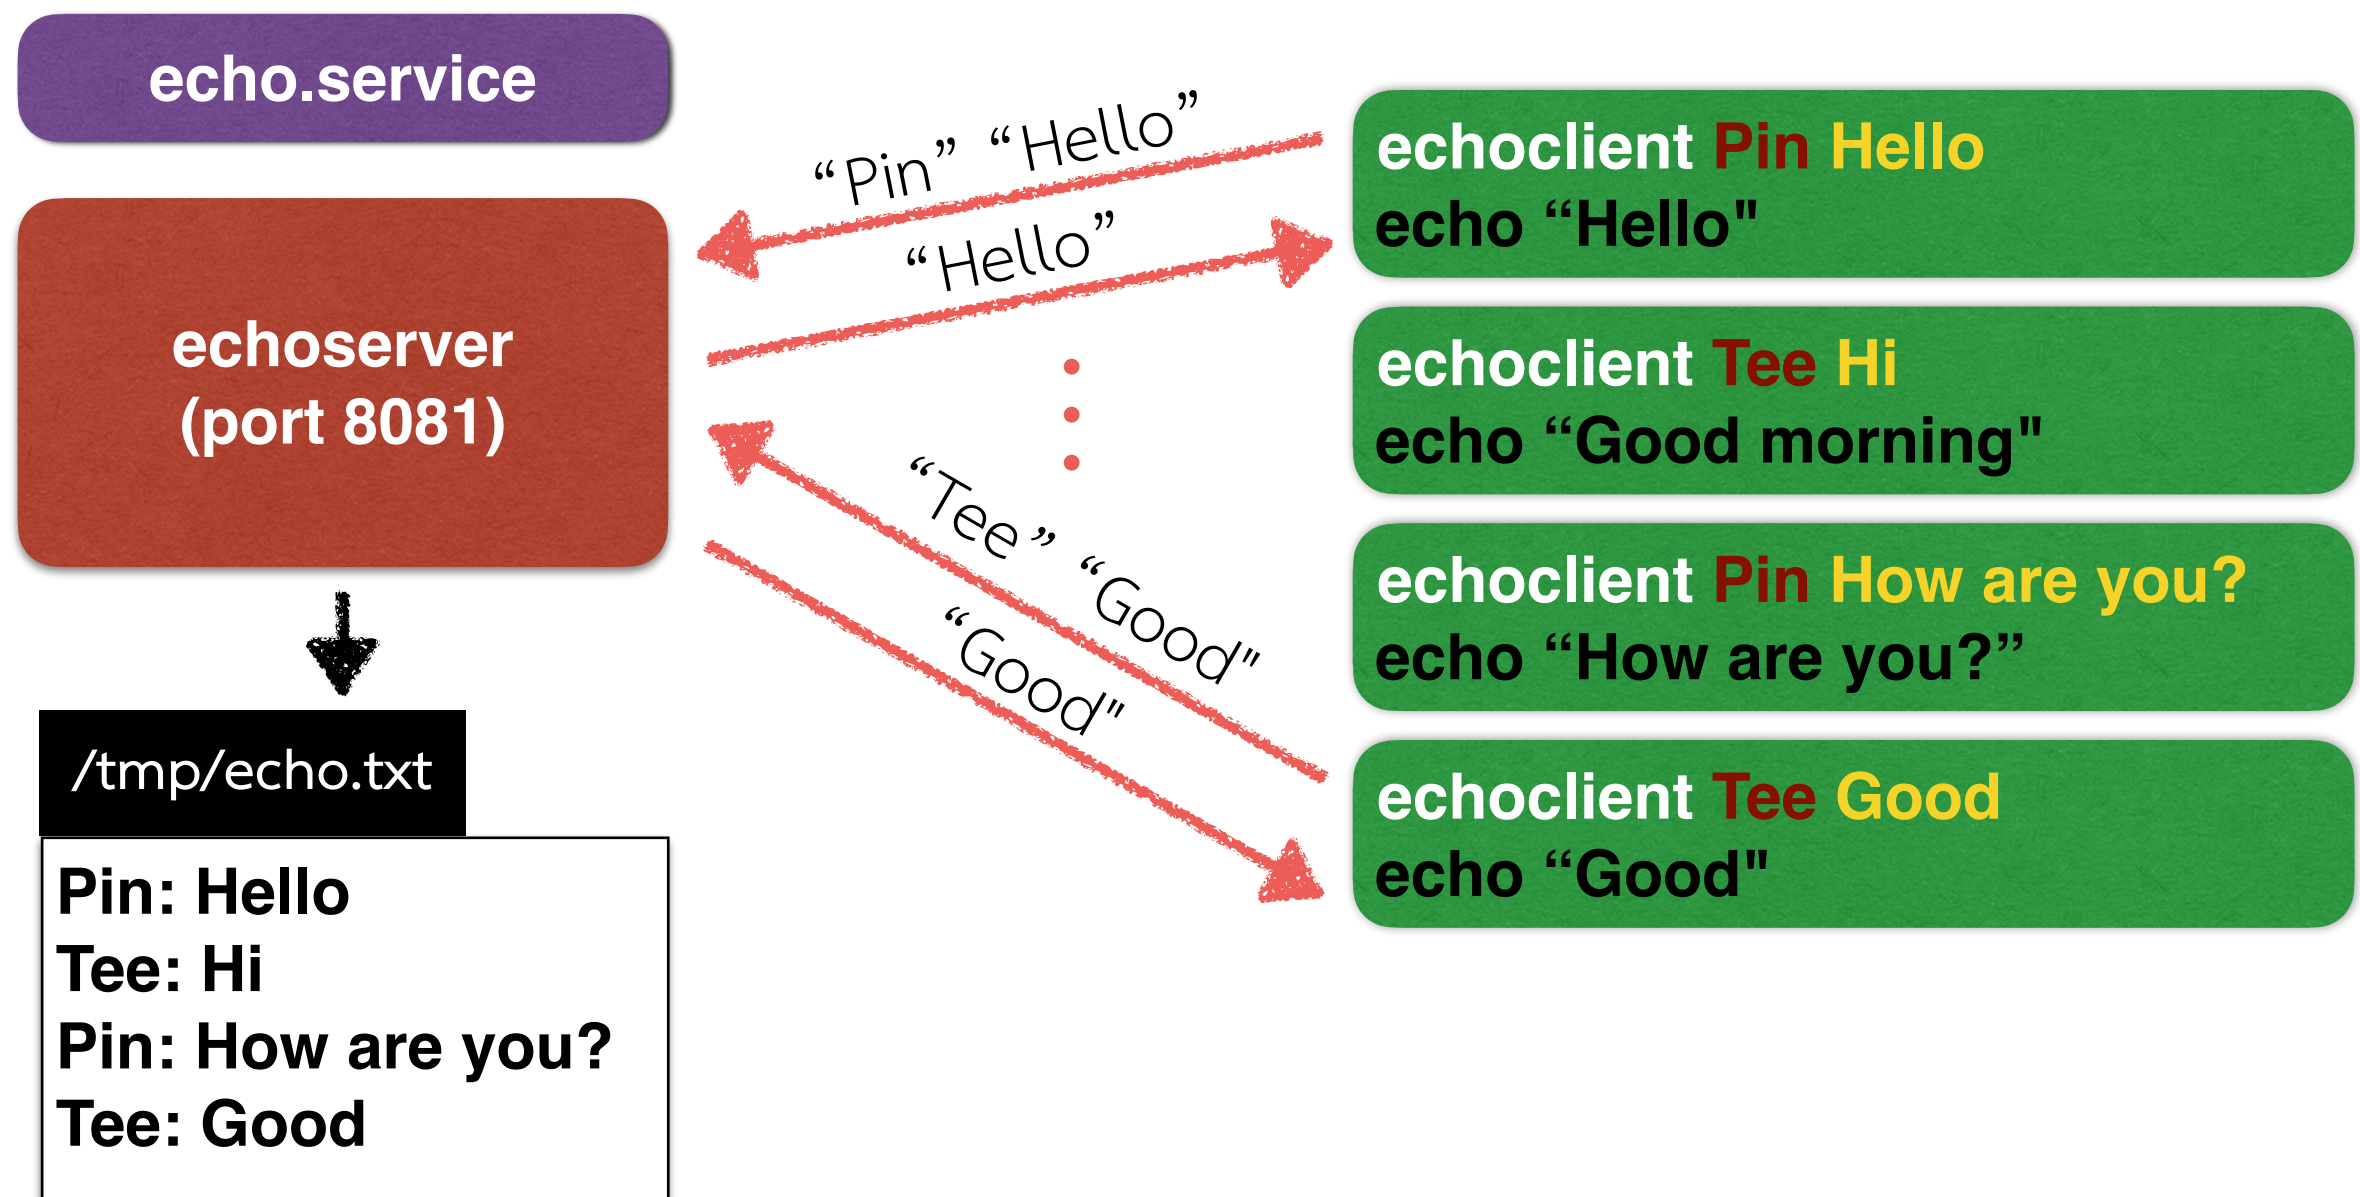 echo.service
echoserver
(port 8081)
/tmp/echo.txt
Pin: Hello
Tee: Hi
Pin: How are you?
Tee: Good
“Pin” “Hello”
“Hello”
“Tee” “Good"
“Good"
echoclient Pin Hello
echo “Hello"
echoclient Tee Hi
echo “Good morning"
echoclient Pin How are you?
echo “How are you?”
echoclient Tee Good
echo “Good"